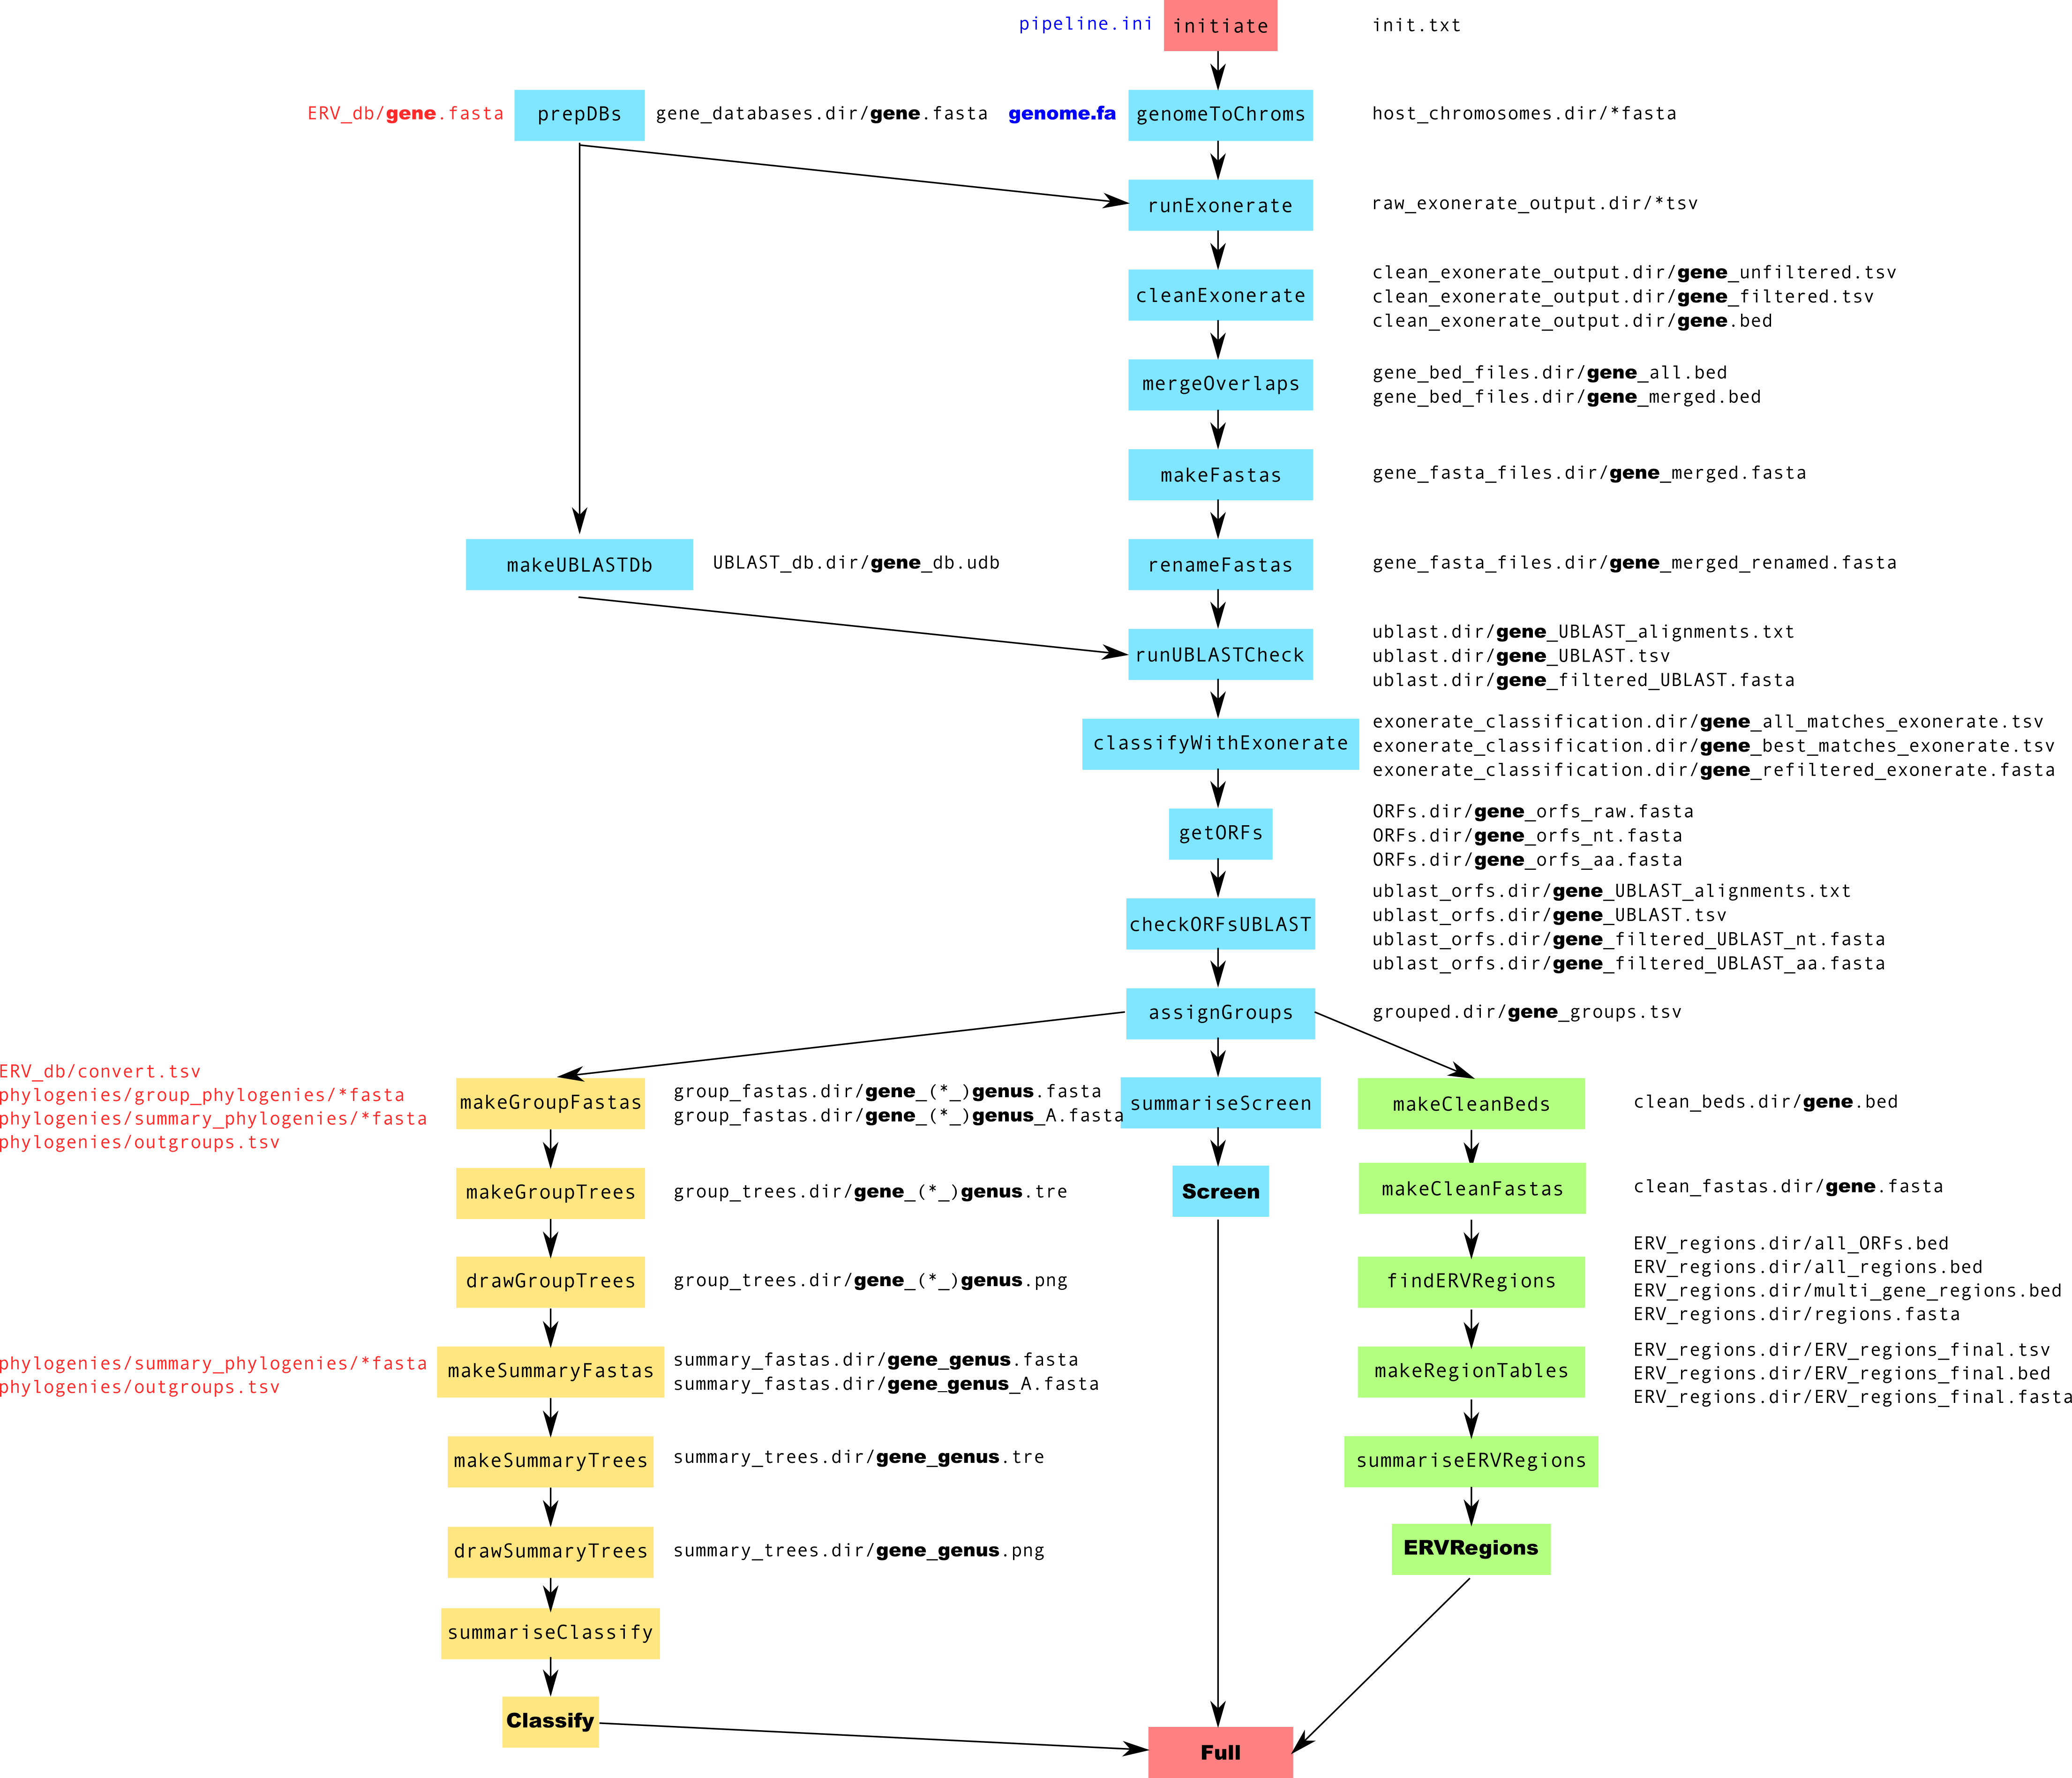 pipeline.ini initiate init.txt
ERV_db/gene.fasta prepDBs gene_databases.dir/gene.fasta genome.fa genomeToChroms host_chromosomes.dir/*fasta
runExonerate raw_exonerate_output.dir/*tsv
clean_exonerate_output.dir/gene_unfiltered.tsv
cleanExonerate clean_exonerate_output.dir/gene_filtered.tsv
clean_exonerate_output.dir/gene.bed
gene_bed_files.dir/gene_all.bed
mergeOverlaps
gene_bed_files.dir/gene_merged.bed
makeFastas gene_fasta_files.dir/gene_merged.fasta
makeUBLASTDb UBLAST_db.dir/gene_db.udb renameFastas gene_fasta_files.dir/gene_merged_renamed.fasta
ublast.dir/gene_UBLAST_alignments.txt
runUBLASTCheck ublast.dir/gene_UBLAST.tsv
ublast.dir/gene_filtered_UBLAST.fasta
exonerate_classification.dir/gene_all_matches_exonerate.tsv
classifyWithExonerate exonerate_classification.dir/gene_best_matches_exonerate.tsv
exonerate_classification.dir/gene_refiltered_exonerate.fasta
ORFs.dir/gene_orfs_raw.fasta
getORFs ORFs.dir/gene_orfs_nt.fasta
ORFs.dir/gene_orfs_aa.fasta
ublast_orfs.dir/gene_UBLAST_alignments.txt
ublast_orfs.dir/gene_UBLAST.tsv
checkORFsUBLAST
ublast_orfs.dir/gene_filtered_UBLAST_nt.fasta
ublast_orfs.dir/gene_filtered_UBLAST_aa.fasta
assignGroups grouped.dir/gene_groups.tsv
ERV_db/convert.tsv
phylogenies/group_phylogenies/*fasta
phylogenies/summary_phylogenies/*fasta
phylogenies/outgroups.tsv
makeGroupFastas
group_fastas.dir/gene_(*_)genus.fasta
group_fastas.dir/gene_(*_)genus_A.fasta
summariseScreen
makeCleanBeds clean_beds.dir/gene.bed
makeGroupTrees group_trees.dir/gene_(*_)genus.tre
Screen
makeCleanFastas clean_fastas.dir/gene.fasta
drawGroupTrees group_trees.dir/gene_(*_)genus.png
findERVRegions
ERV_regions.dir/all_ORFs.bed
ERV_regions.dir/all_regions.bed
ERV_regions.dir/multi_gene_regions.bed
ERV_regions.dir/regions.fasta
phylogenies/summary_phylogenies/*fasta
phylogenies/outgroups.tsv
makeSummaryFastas
summary_fastas.dir/gene_genus.fasta
summary_fastas.dir/gene_genus_A.fasta
makeRegionTables
ERV_regions.dir/ERV_regions_final.tsv
ERV_regions.dir/ERV_regions_final.bed
ERV_regions.dir/ERV_regions_final.fasta
makeSummaryTrees summary_trees.dir/gene_genus.tre
summariseERVRegions
drawSummaryTrees summary_trees.dir/gene_genus.png
ERVRegions
summariseClassify
Classify
Full